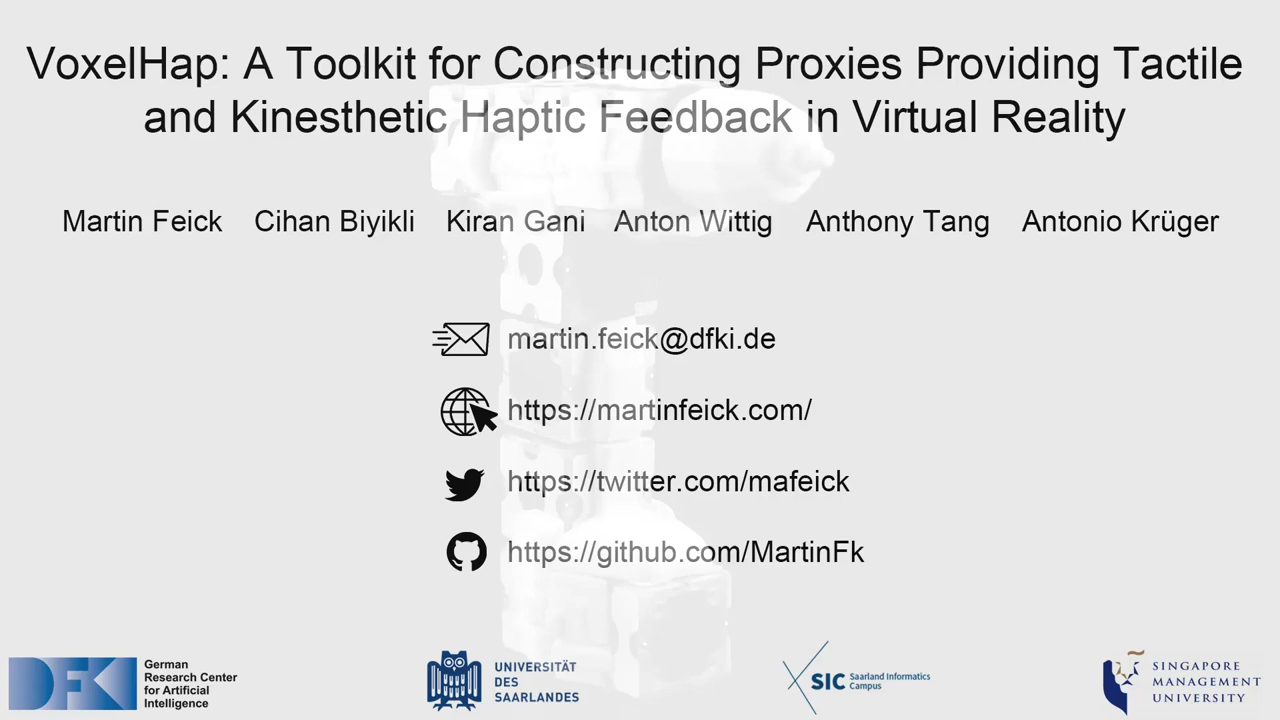 VoxelHap: A Toolkit for Constructing Proxies Providing Tactile
and Kinesthetic Haptic Feedback in Virtual Reality
Martin Feick Cihan Biyikli Kiran Gani Anton Wittig Anthony Tang Antonio Krüger
martin.feick@dfki.de
https://martinfeick.com/
https://twitter.com/mafeick
https://github.com/MartinFk
DFKI
German
Research Center
for Artificial
Intelligence
UNIVERSITÄT
DES
SAARLANDES
SIC
Saarland Informatics
Campus
SINGAPORE
MANAGEMENT
UNIVERSITY